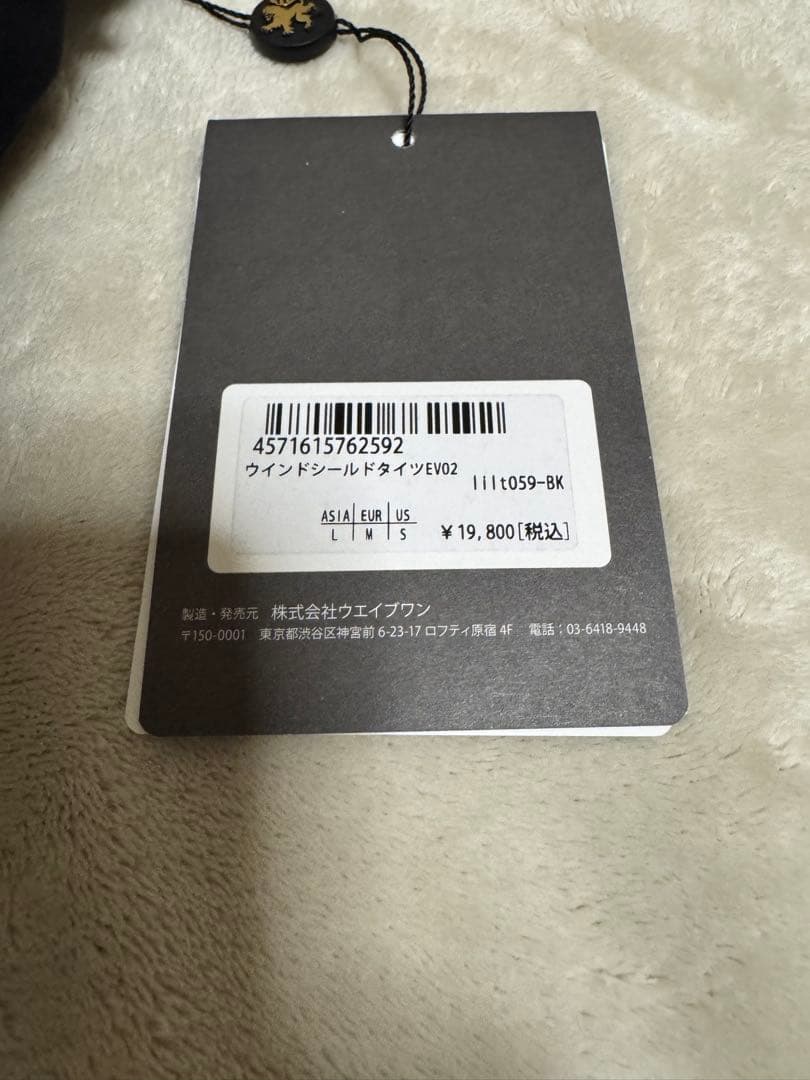 4571615762592
ウインドシールドタイツEV02
lilt059-BK
ASIA EUR US
L M S
¥19,800[税込]
製造・発売元 株式会社ウエイブワン
〒150-0001 東京都渋谷区神宮前 6-23-17 ロフティ原宿 4F 電話：03-6418-9448